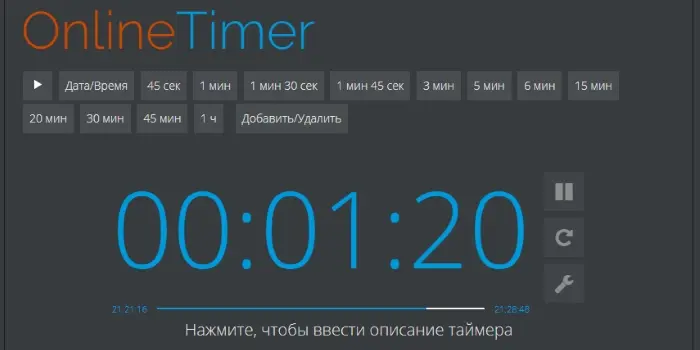 OnlineTimer
Дата/Время 45 сек 1 мин 1 мин 30 сек 1 мин 45 сек 3 мин 5 мин 6 мин 15 мин
20 мин 30 мин 45 мин 1 ч Добавить/Удалить
00:01:20
21:21:16 21:28:48
Нажмите, чтобы ввести описание таймера